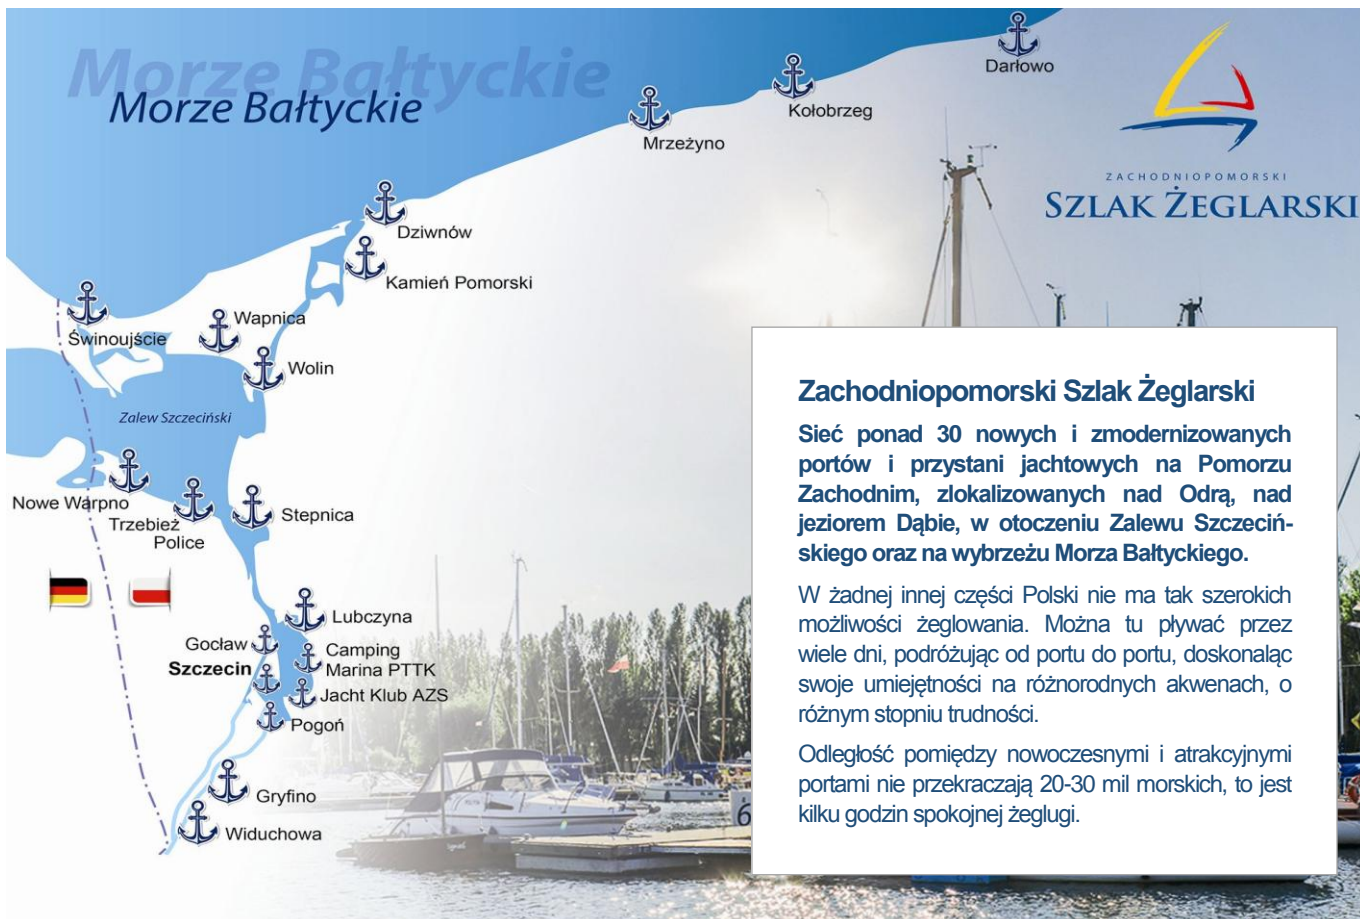 Morze Bałtyckie
Morze Bałtyckie
Darłowo
Kołobrzeg
Mrzeżyno
ZACHODNIOPOMORSKI
SZLAK ŻEGLARSKI
Dziwnów
Kamień Pomorski
Wapnica
Świnoujście
Wolin
Zalew Szczeciński
Nowe Warpno
Trzebież
Police
Stepnica
Lubczyna
Gocław
Camping
Marina PTTK
Szczecin
Jacht Klub AZS
Pogoń
Gryfino
Widuchowa
6
Zachodniopomorski Szlak Żeglarski
Sieć ponad 30 nowych i zmodernizowanych
portów i przystani jachtowych na Pomorzu
Zachodnim, zlokalizowanych nad Odrą, nad
jeziorem Dąbie, w otoczeniu Zalewu Szczeciń-
skiego oraz na wybrzeżu Morza Bałtyckiego.
W żadnej innej części Polski nie ma tak szerokich
możliwości żeglowania. Można tu pływać przez
wiele dni, podróżując od portu do portu, doskonaląc
swoje umiejętności na różnorodnych akwenach, o
różnym stopniu trudności.
Odległość pomiędzy nowoczesnymi i atrakcyjnymi
portami nie przekraczają 20-30 mil morskich, to jest
kilku godzin spokojnej żeglugi.